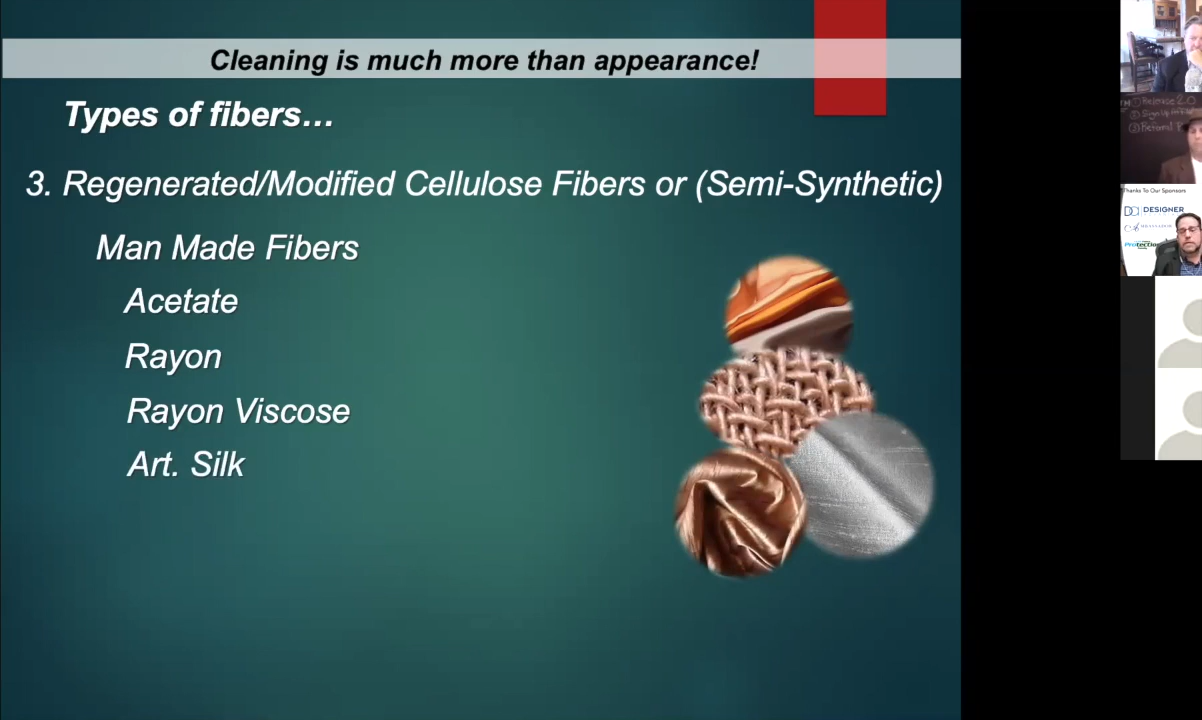 Cleaning is much more than appearance!
Types of fibers...
3. Regenerated/Modified Cellulose Fibers or (Semi-Synthetic)
Man Made Fibers
Acetate
Rayon
Rayon Viscose
Art. Silk
Thanks To Our Sponsors
DESIGNER